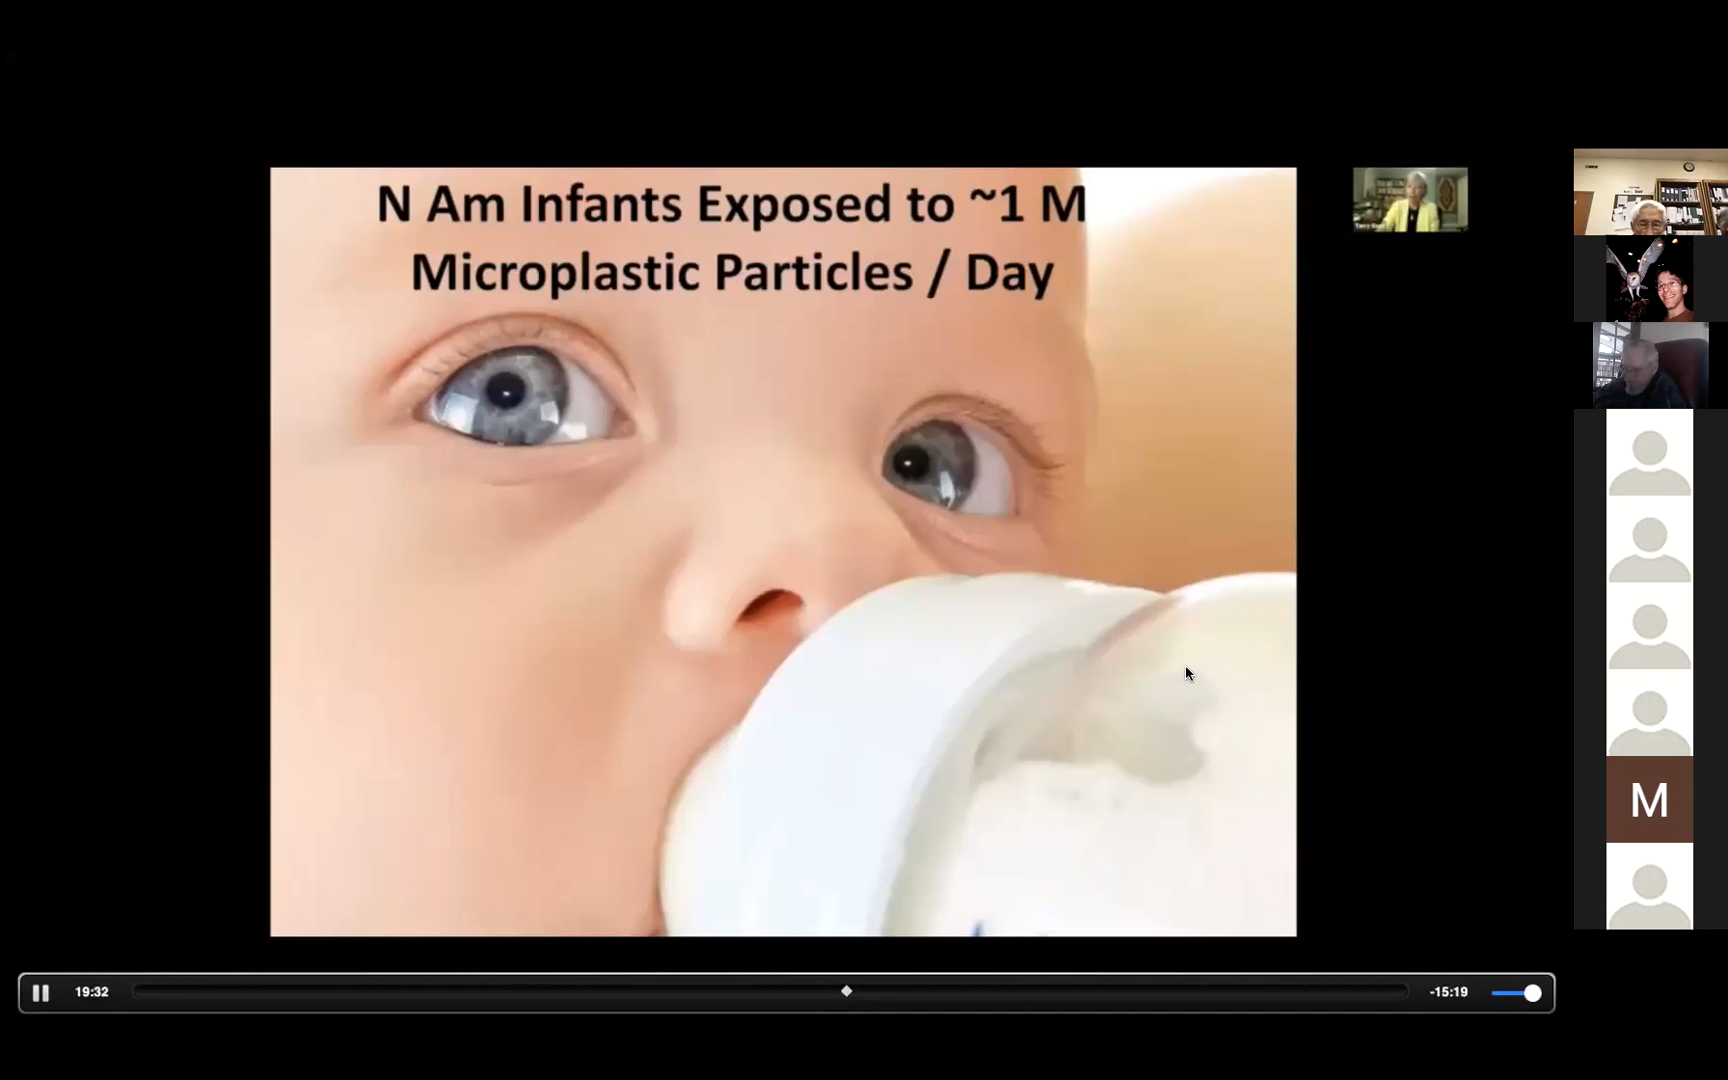 N Am Infants Exposed to ~1 M
Microplastic Particles / Day
M
19:32
-15:19